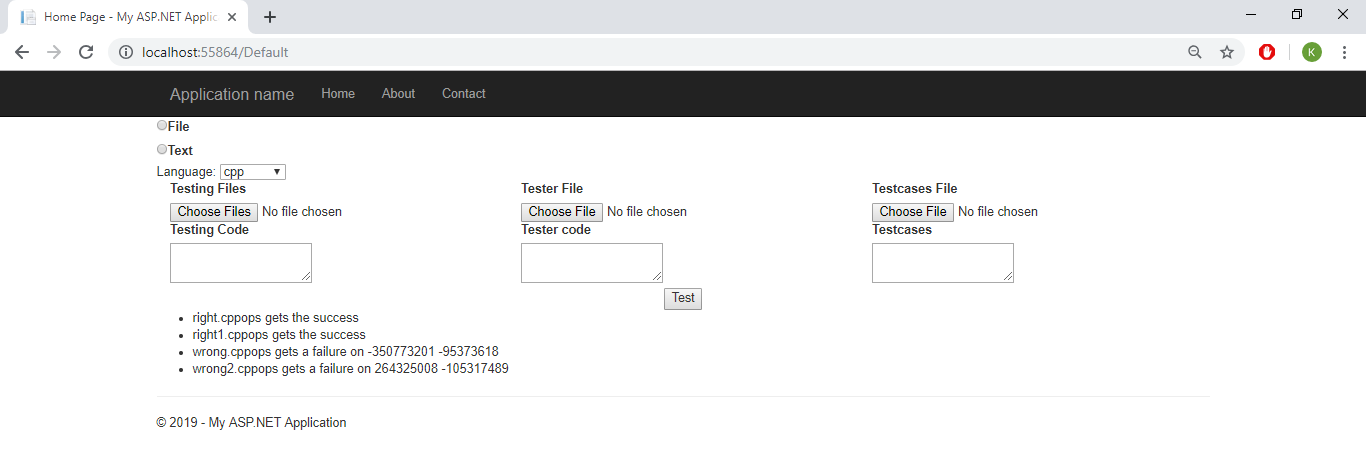 Home Page - My ASP.NET Applic
localhost:55864/Default
K
Application name Home About Contact
File
Text
Language: cpp
Testing Files Tester File Testcases File
Choose Files No file chosen Choose File No file chosen Choose File No file chosen
Testing Code Tester code Testcases
Test
right.cppops gets the success
right1.cppops gets the success
wrong.cppops gets a failure on -350773201 -95373618
wrong2.cppops gets a failure on 264325008 -105317489
© 2019 - My ASP.NET Application